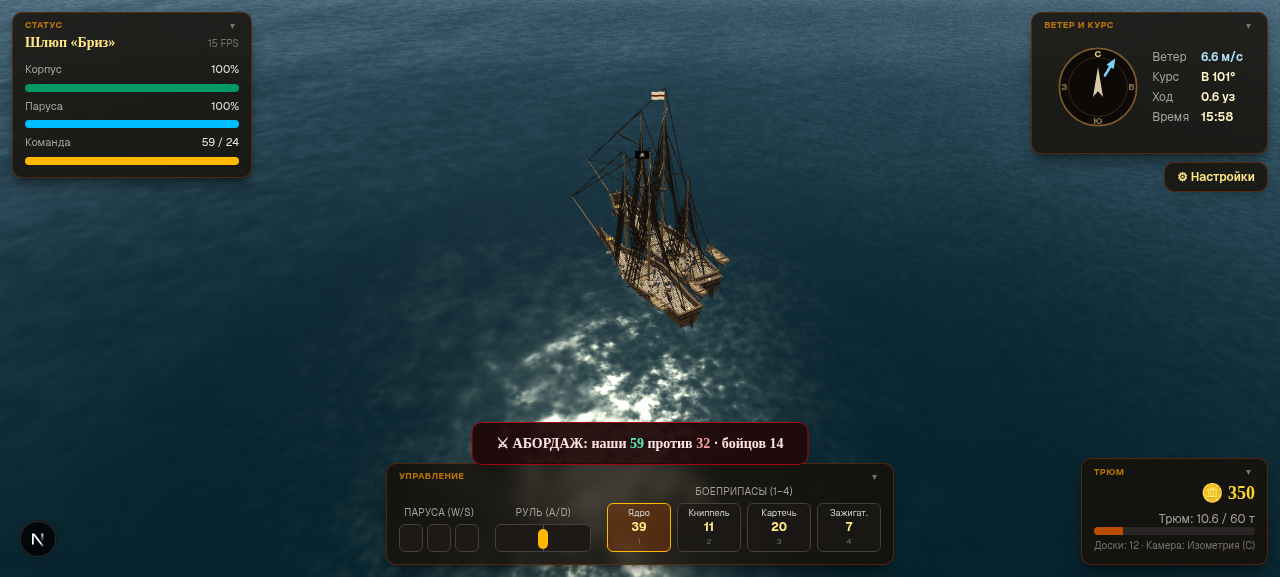 СТАТУС
Шлюп «Бриз»
15 FPS
Корпус 100%
Паруса 100%
Команда 59 / 24
ВЕТЕР И КУРС
С
З В
Ю
Ветер 6.6 м/с
Курс В 101°
Ход 0.6 уз
Время 15:58
⚙ Настройки
⚔ АБОРДАЖ: наши 59 против 32 · бойцов 14
УПРАВЛЕНИЕ
ПАРУСА (W/S)
РУЛЬ (A/D)
БОЕПРИПАСЫ (1–4)
Ядро
39
1
Книппель
11
2
Картечь
20
3
Зажигат.
7
4
ТРЮМ
350
Трюм: 10.6 / 60 т
Доски: 12 · Камера: Изометрия (C)
N